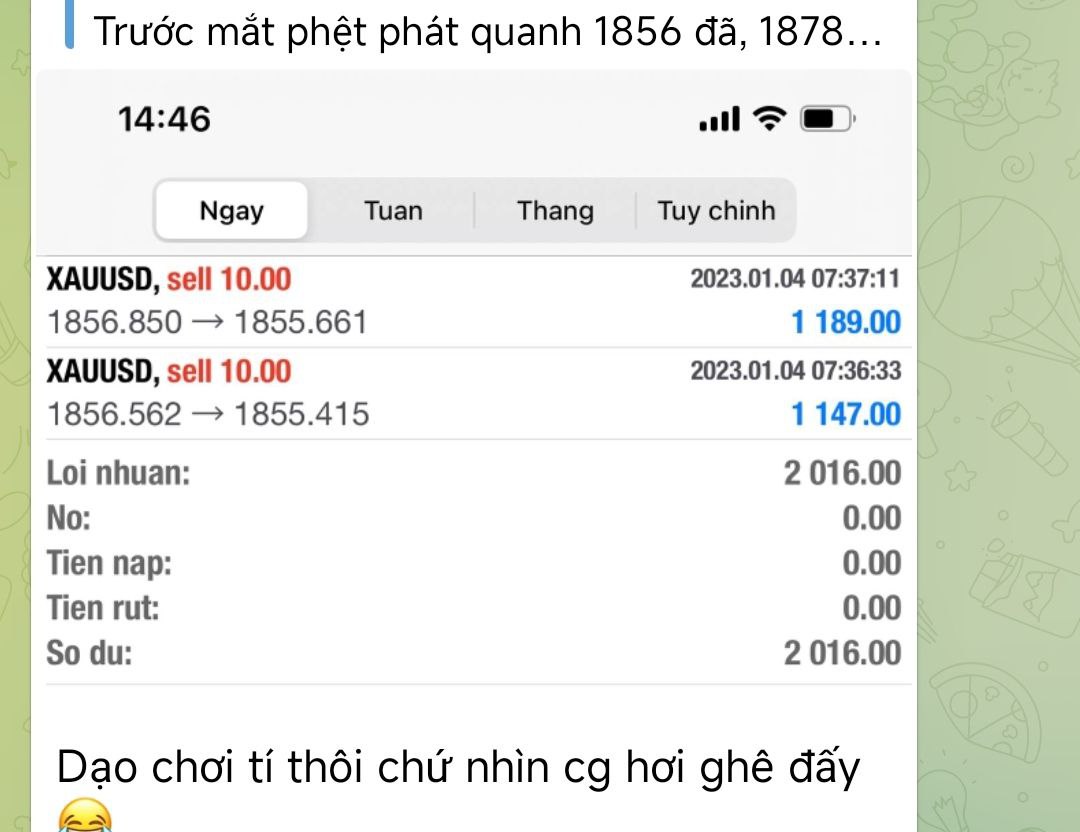 Trước mắt phệt phát quanh 1856 đã, 1878...
14:46
Ngay Tuan Thang Tuy chinh
XAUUSD, sell 10.00 2023.01.04 07:37:11
1856.850 → 1855.661 1 189.00
XAUUSD, sell 10.00 2023.01.04 07:36:33
1856.562 → 1855.415 1 147.00
Loi nhuan: 2 016.00
No: 0.00
Tien nap: 0.00
Tien rut: 0.00
So du: 2 016.00
Dạo chơi tí thôi chứ nhìn cg hơi ghê đấy
😂